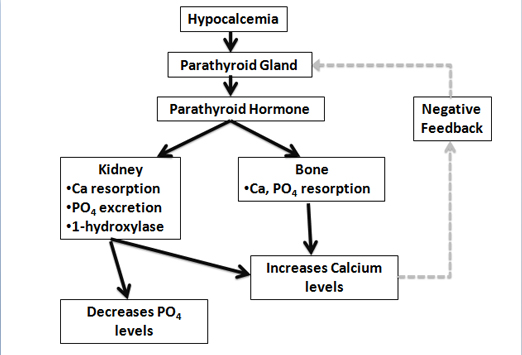 Hypocalcemia
Parathyroid Gland
Parathyroid Hormone
Negative
Feedback
Kidney
•Ca resorption
•PO₄ excretion
•1-hydroxylase
Bone
•Ca, PO₄ resorption
Increases Calcium
levels
Decreases PO₄
levels